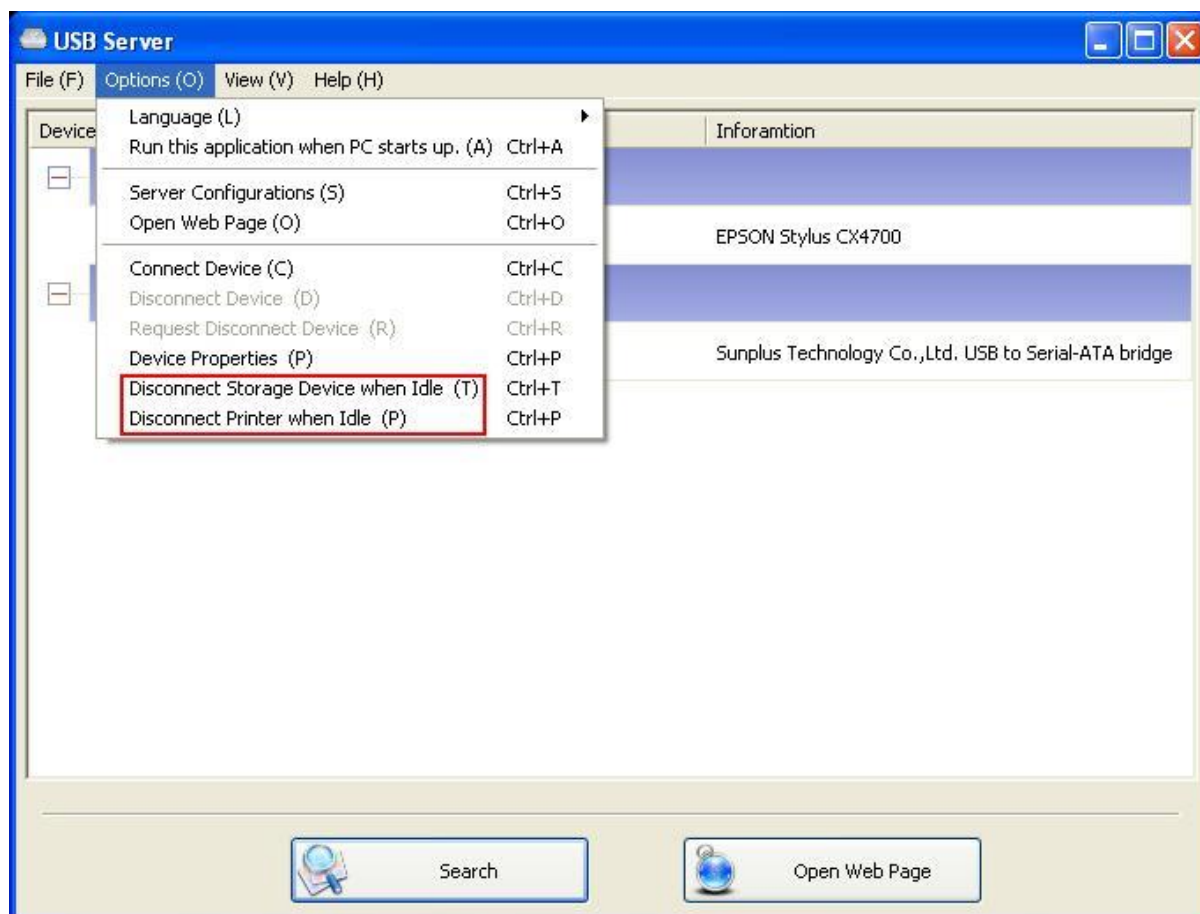 USB Server
File (F) Options (O) View (V) Help (H)
Device Inforamtion
Language (L)
Run this application when PC starts up. (A) Ctrl+A
Server Configurations (S) Ctrl+S
Open Web Page (O) Ctrl+O
EPSON Stylus CX4700
Connect Device (C) Ctrl+C
Disconnect Device (D) Ctrl+D
Request Disconnect Device (R) Ctrl+R
Device Properties (P) Ctrl+P
Sunplus Technology Co.,Ltd. USB to Serial-ATA bridge
Disconnect Storage Device when Idle (T) Ctrl+T
Disconnect Printer when Idle (P) Ctrl+P
Search
Open Web Page